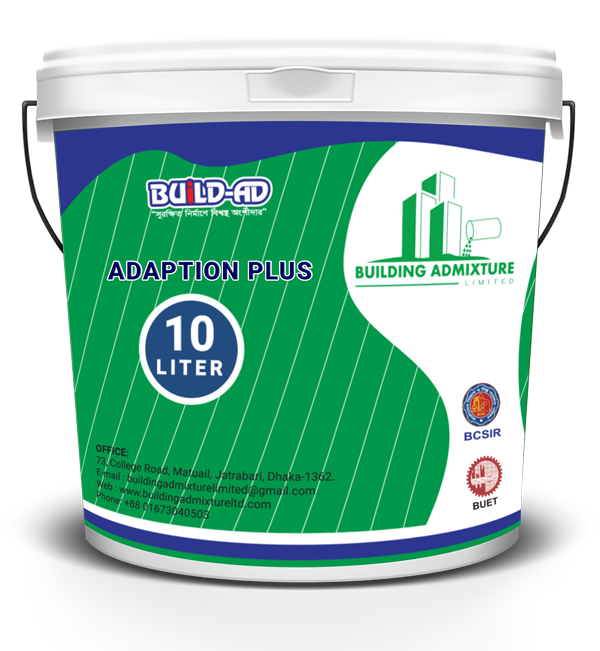 BUiLD-AD
"সুরক্ষিত নির্মাণে বিশ্বস্থ অংশীদার"
ADAPTION PLUS
10
LITER
BUILDING ADMIXTURE
LIMITED
BCSIR
BUET
OFFICE:
73, College Road, Matuail, Jatrabari, Dhaka-1362.
E-mail : buildingadmixturelimited@gmail.com
Web : www.buildingadmixtureltd.com
Phone: +88 01673040503